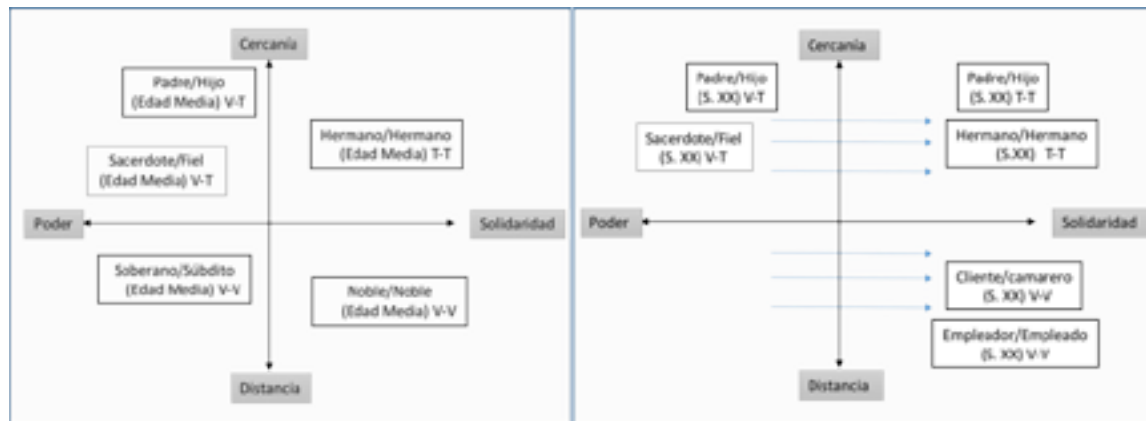 Cercanía
Padre/Hijo
(Edad Media) V-T
Hermano/Hermano
(Edad Media) T-T
Sacerdote/Fiel
(Edad Media) V-T
Poder
Solidaridad
Soberano/Súbdito
(Edad Media) V-V
Noble/Noble
(Edad Media) V-V
Distancia
Cercanía
Padre/Hijo
(S. XX) V-T
Padre/Hijo
(S. XX) T-T
Sacerdote/Fiel
(S. XX) V-T
Hermano/Hermano
(S.XX) T-T
Poder
Solidaridad
Cliente/camarero
(S. XX) V-V
Empleador/Empleado
(S. XX) V-V
Distancia